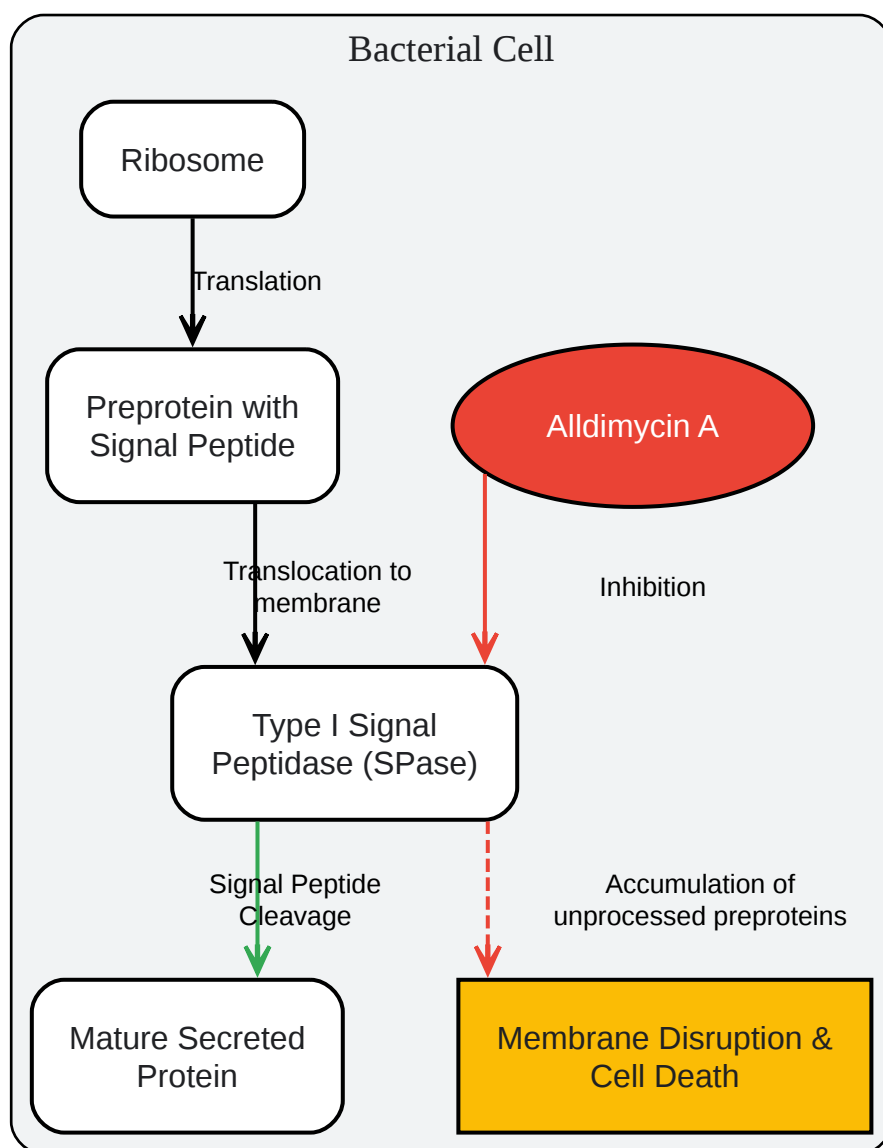 Bacterial Cell
Ribosome
Translation
Preprotein with
Signal Peptide
Alldimycin A
Translocation to
membrane
Inhibition
Type I Signal
Peptidase (SPase)
Signal Peptide
Cleavage
Accumulation of
unprocessed preproteins
Mature Secreted
Protein
Membrane Disruption &
Cell Death